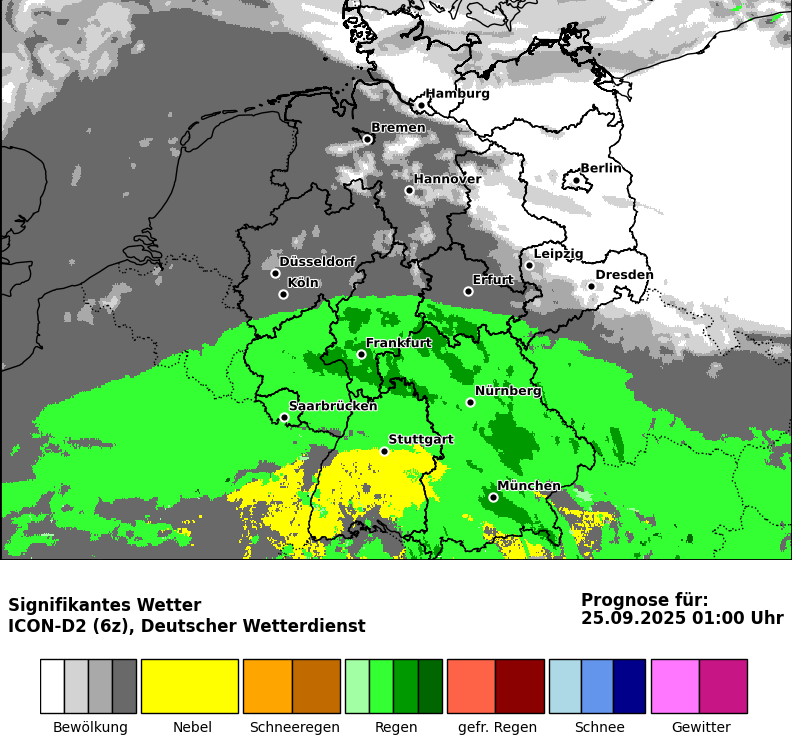 Hamburg
Bremen
Berlin
Hannover
Leipzig
Düsseldorf
Dresden
Köln
Erfurt
Frankfurt
Nürnberg
Saarbrücken
Stuttgart
München
Signifikantes Wetter
ICON-D2 (6z), Deutscher Wetterdienst
Prognose für:
25.09.2025 01:00 Uhr
Bewölkung Nebel Schneeregen Regen gefr. Regen Schnee Gewitter